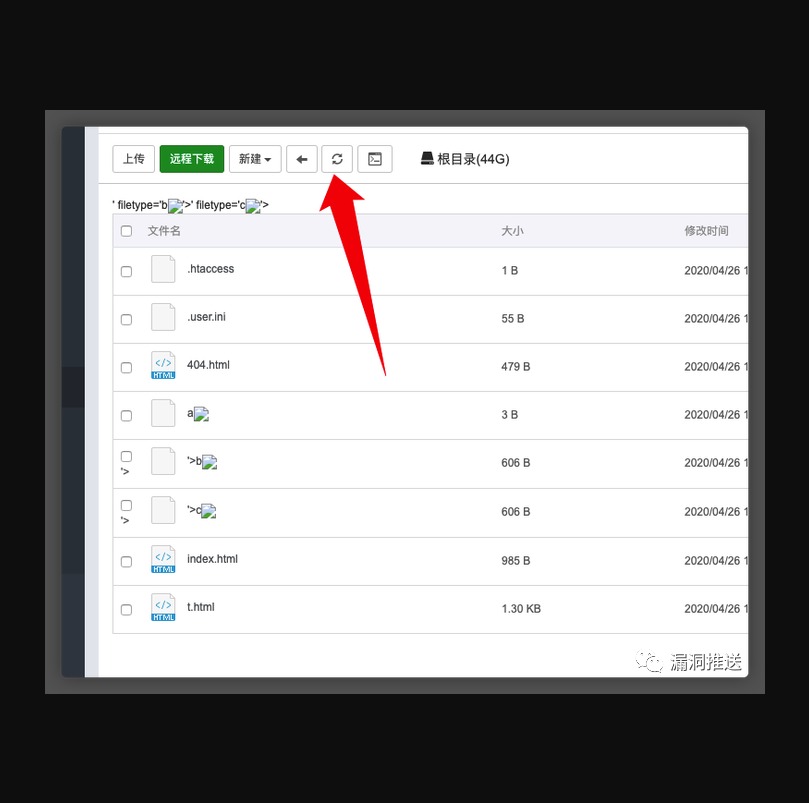 上传 远程下载 新建 根目录(44G)
' filetype='b'>' filetype='c'>
文件名 大小 修改时间
.htaccess 1 B 2020/04/26 1
.user.ini 55 B 2020/04/26 1
</> HTML 404.html 479 B 2020/04/26 1
a 3 B 2020/04/26 1
'>b 606 B 2020/04/26 1
'>
'>c 606 B 2020/04/26 1
'>
</> HTML index.html 985 B 2020/04/26 1
</> HTML t.html 1.30 KB 2020/04/26 1
漏洞推送